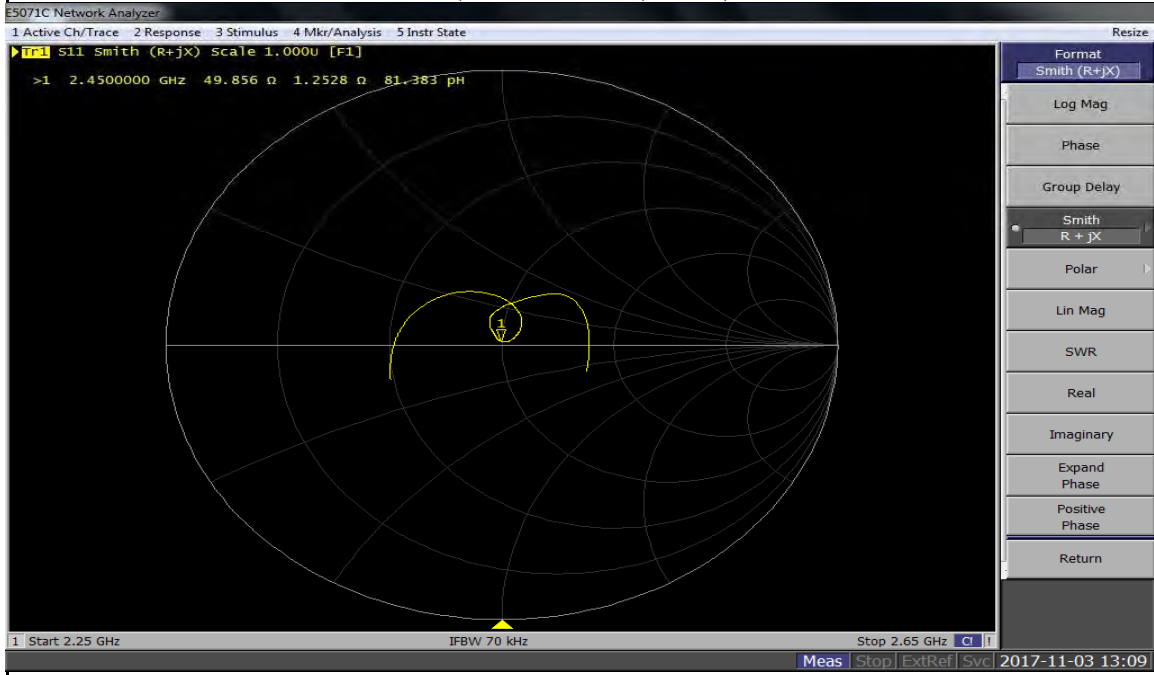 E5071C Network Analyzer
1 Active Ch/Trace 2 Response 3 Stimulus 4 Mkr/Analysis 5 Instr State Resize
Tr1 S11 Smith (R+jX) Scale 1.000U [F1]
>1 2.4500000 GHz 49.856 Ω 1.2528 Ω 81.383 pH
1
Format
Smith (R+jX)
Log Mag
Phase
Group Delay
Smith
R + jX
Polar
Lin Mag
SWR
Real
Imaginary
Expand
Phase
Positive
Phase
Return
1 Start 2.25 GHz IFBW 70 kHz Stop 2.65 GHz C! !
Meas Stop ExtRef Svc 2017-11-03 13:09